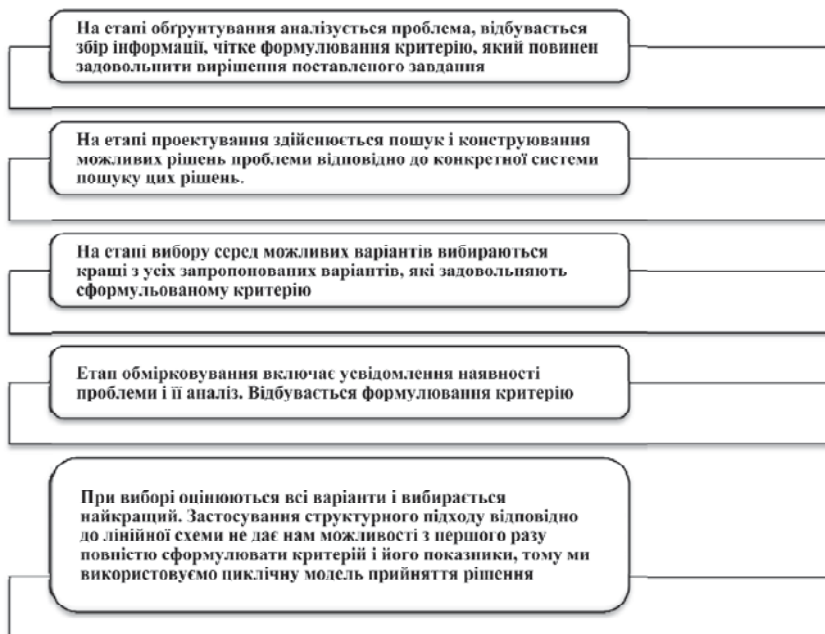 На етапі обґрунтування аналізується проблема, відбувається
збір інформації, чітке формулювання критерію, який повинен
задовольнити вирішення поставленого завдання
На етапі проектування здійснюється пошук і конструювання
можливих рішень проблеми відповідно до конкретної системи
пошуку цих рішень.
На етапі вибору серед можливих варіантів вибираються
кращі з усіх запропонованих варіантів, які задовольняють
сформульованому критерію
Етап обмірковування включає усвідомлення наявності
проблеми і її аналіз. Відбувається формулювання критерію
При виборі оцінюються всі варіанти і вибирається
найкращий. Застосування структурного підходу відповідно
до лінійної схеми не дає нам можливості з першого разу
повністю сформулювати критерій і його показники, тому ми
використовуємо циклічну модель прийняття рішення